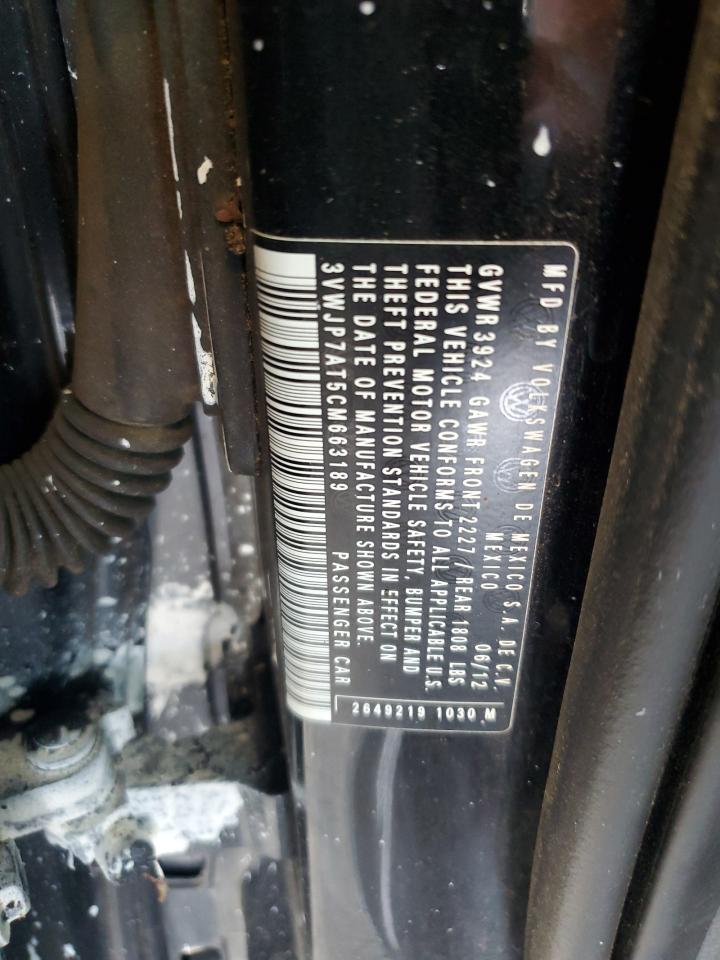 MFD BY VOLKSWAGEN DE MEXICO S.A. DE C.V.
MEXICO 06/12
GVWR 3924 GAWR FRONT 2227 REAR 1808 LBS
THIS VEHICLE CONFORMS TO ALL APPLICABLE U.S.
FEDERAL MOTOR VEHICLE SAFETY, BUMPER AND
THEFT PREVENTION STANDARDS IN EFFECT ON
THE DATE OF MANUFACTURE SHOWN ABOVE.
3VWJP7AT5CM663189 PASSENGER CAR
2649219 1030 M